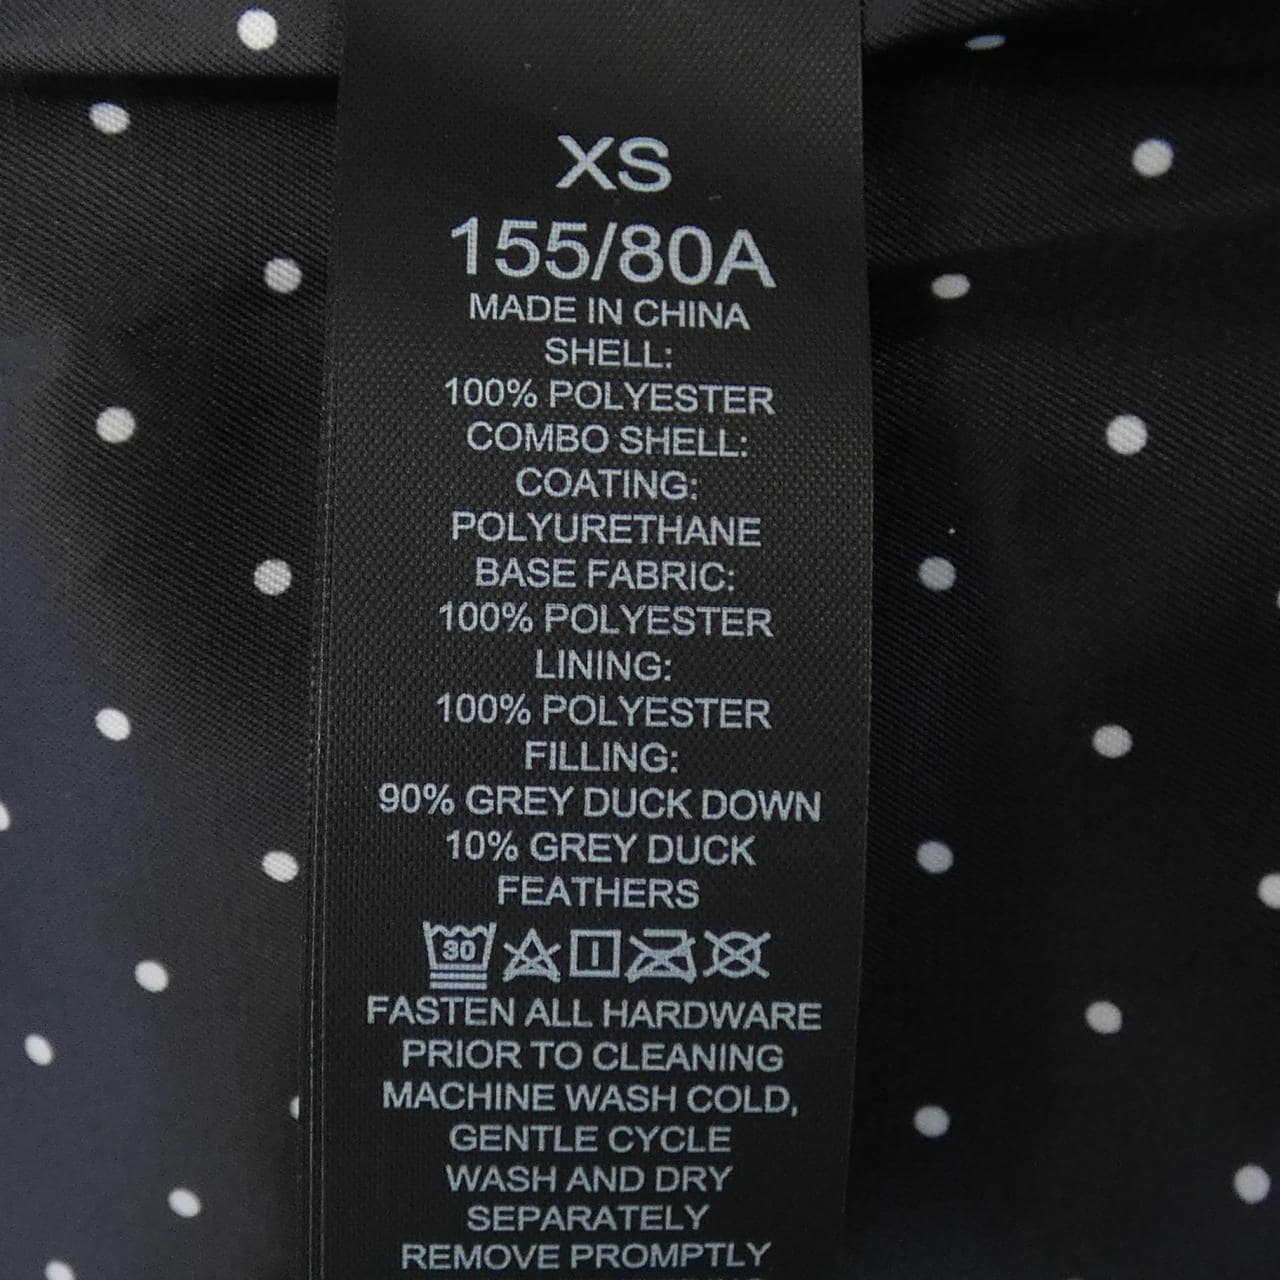 XS
155/80A
MADE IN CHINA
SHELL:
100% POLYESTER
COMBO SHELL:
COATING:
POLYURETHANE
BASE FABRIC:
100% POLYESTER
LINING:
100% POLYESTER
FILLING:
90% GREY DUCK DOWN
10% GREY DUCK
FEATHERS
30
FASTEN ALL HARDWARE
PRIOR TO CLEANING
MACHINE WASH COLD,
GENTLE CYCLE
WASH AND DRY
SEPARATELY
REMOVE PROMPTLY